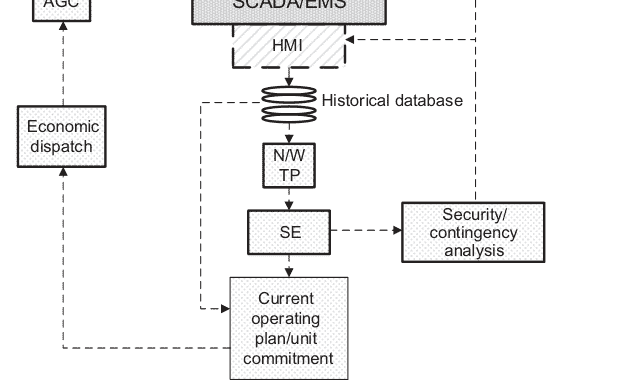 AGC
SCADA/EMS
HMI
Historical database
Economic
dispatch
N/W
TP
SE
Security/
contingency
analysis
Current
operating
plan/unit
commitment